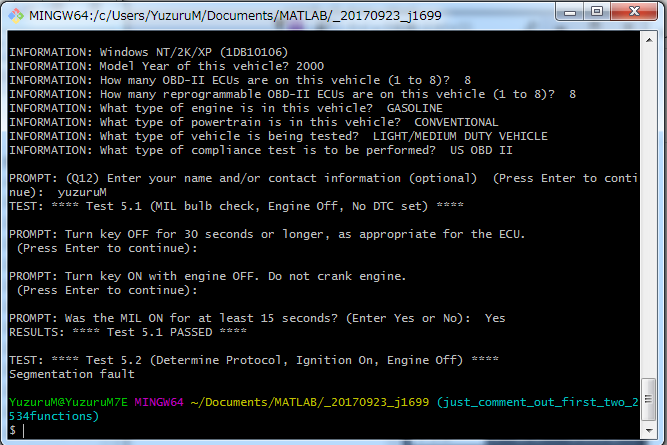 MINGW64:/c/Users/YuzuruM/Documents/MATLAB/_20170923_j1699
INFORMATION: Windows NT/2K/XP (1DB10106)
INFORMATION: Model Year of this vehicle? 2000
INFORMATION: How many OBD-II ECUs are on this vehicle (1 to 8)?  8
INFORMATION: How many reprogrammable OBD-II ECUs are on this vehicle (1 to 8)?  8
INFORMATION: What type of engine is in this vehicle?  GASOLINE
INFORMATION: What type of powertrain is in this vehicle?  CONVENTIONAL
INFORMATION: What type of vehicle is being tested?  LIGHT/MEDIUM DUTY VEHICLE
INFORMATION: What type of compliance test is to be performed?  US OBD II
PROMPT: (Q12) Enter your name and/or contact information (optional)  (Press Enter to conti
nue):  yuzuruM
TEST: **** Test 5.1 (MIL bulb check, Engine Off, No DTC set) ****
PROMPT: Turn key OFF for 30 seconds or longer, as appropriate for the ECU.
(Press Enter to continue):
PROMPT: Turn key ON with engine OFF. Do not crank engine.
(Press Enter to continue):
PROMPT: Was the MIL ON for at least 15 seconds? (Enter Yes or No):  Yes
RESULTS: **** Test 5.1 PASSED ****
TEST: **** Test 5.2 (Determine Protocol, Ignition On, Engine Off) ****
Segmentation fault
YuzuruM@YuzuruM7E MINGW64 ~/Documents/MATLAB/_20170923_j1699 (just_comment_out_first_two_2
534functions)
$